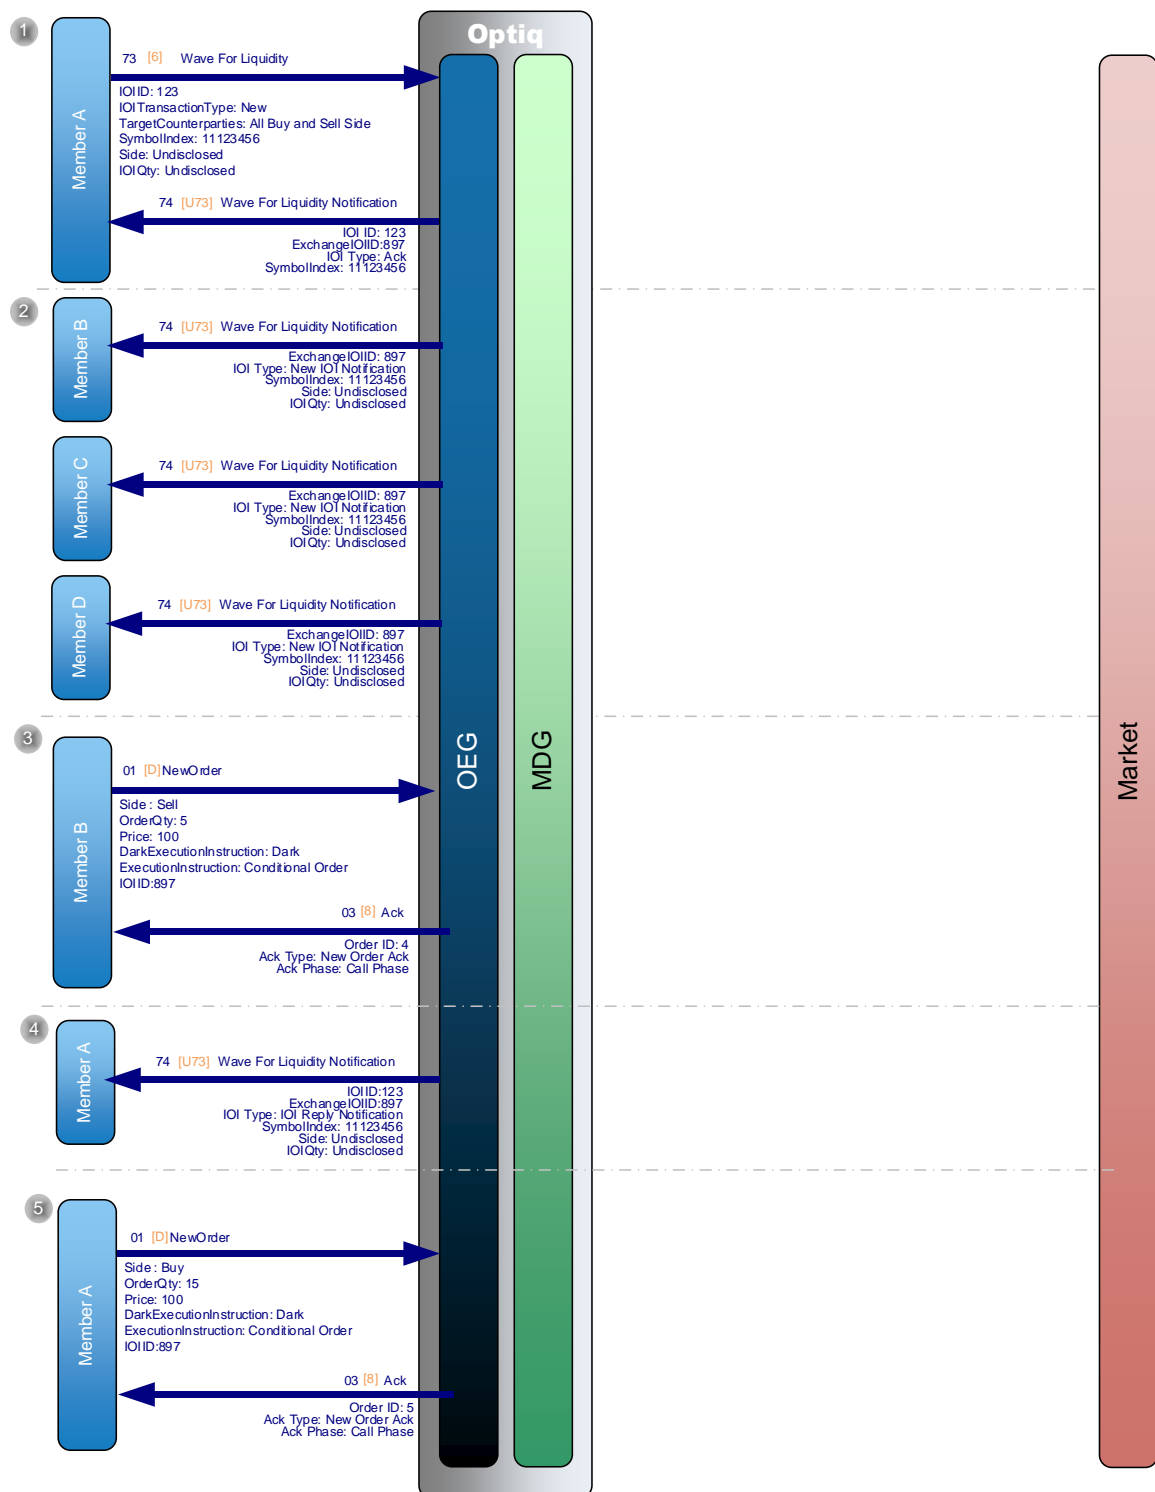 1
Optiq
Member A
73 [6] Wave For Liquidity
IOIID: 123
IOITransactionType: New
TargetCounterparties: All Buy and Sell Side
SymbolIndex: 11123456
Side: Undisclosed
IOIQty: Undisclosed
74 [U73] Wave For Liquidity Notification
IOI ID: 123
ExchangeIOIID:897
IOI Type: Ack
SymbolIndex: 11123456
2
Member B
74 [U73] Wave For Liquidity Notification
ExchangeIOIID: 897
IOI Type: New IOI Notification
SymbolIndex: 11123456
Side: Undisclosed
IOIQty: Undisclosed
Member C
74 [U73] Wave For Liquidity Notification
ExchangeIOIID: 897
IOI Type: New IOI Notification
SymbolIndex: 11123456
Side: Undisclosed
IOIQty: Undisclosed
Member D
74 [U73] Wave For Liquidity Notification
ExchangeIOIID: 897
IOI Type: New IOI Notification
SymbolIndex: 11123456
Side: Undisclosed
IOIQty: Undisclosed
OEG
MDG
Market
3
Member B
01 [D] NewOrder
Side : Sell
OrderQty: 5
Price: 100
DarkExecutionInstruction: Dark
ExecutionInstruction: Conditional Order
IOIID:897
03 [8] Ack
Order ID: 4
Ack Type: New Order Ack
Ack Phase: Call Phase
4
Member A
74 [U73] Wave For Liquidity Notification
IOIID:123
ExchangeIOIID:897
IOI Type: IOI Reply Notification
SymbolIndex: 11123456
Side: Undisclosed
IOIQty: Undisclosed
5
Member A
01 [D] NewOrder
Side : Buy
OrderQty: 15
Price: 100
DarkExecutionInstruction: Dark
ExecutionInstruction: Conditional Order
IOIID:897
03 [8] Ack
Order ID: 5
Ack Type: New Order Ack
Ack Phase: Call Phase